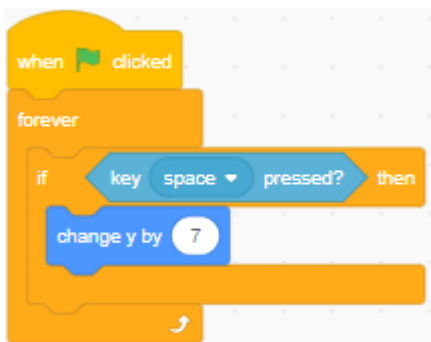 when clicked
forever
if key space pressed? then
change y by 7